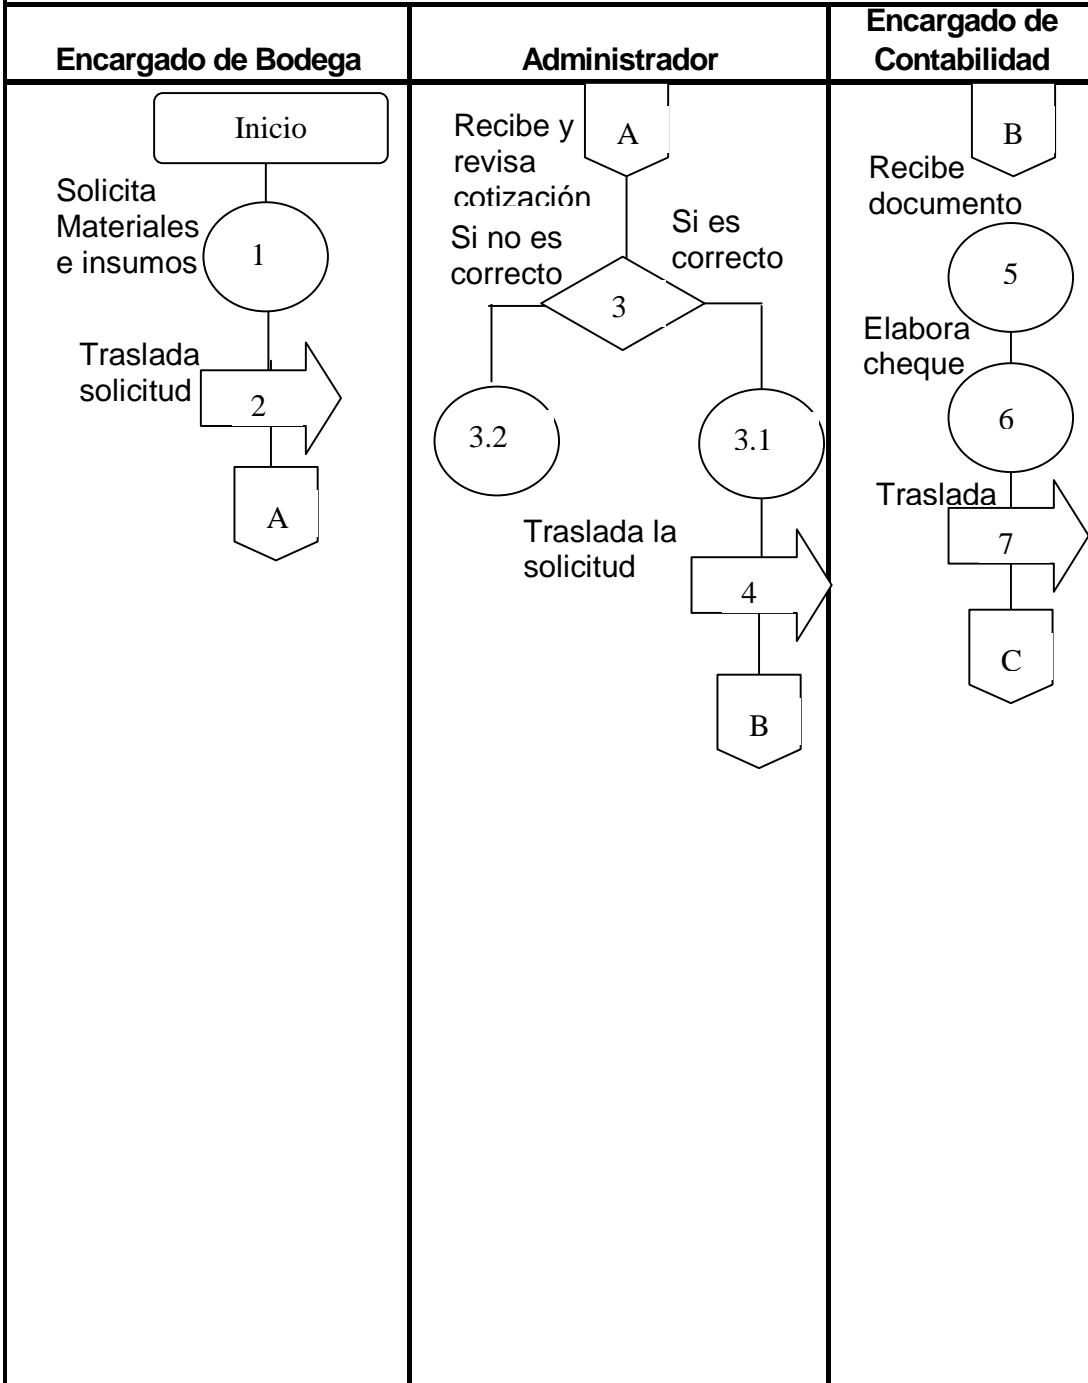 Encargado de Bodega
Administrador
Encargado de
Contabilidad
Inicio
Solicita
Materiales
e insumos
1
Traslada
solicitud
2
A
A
Recibe y
revisa
cotización
Si no es
correcto
Si es
correcto
3
3.2
3.1
Traslada la
solicitud
4
B
B
Recibe
documento
5
Elabora
cheque
6
Traslada
7
C